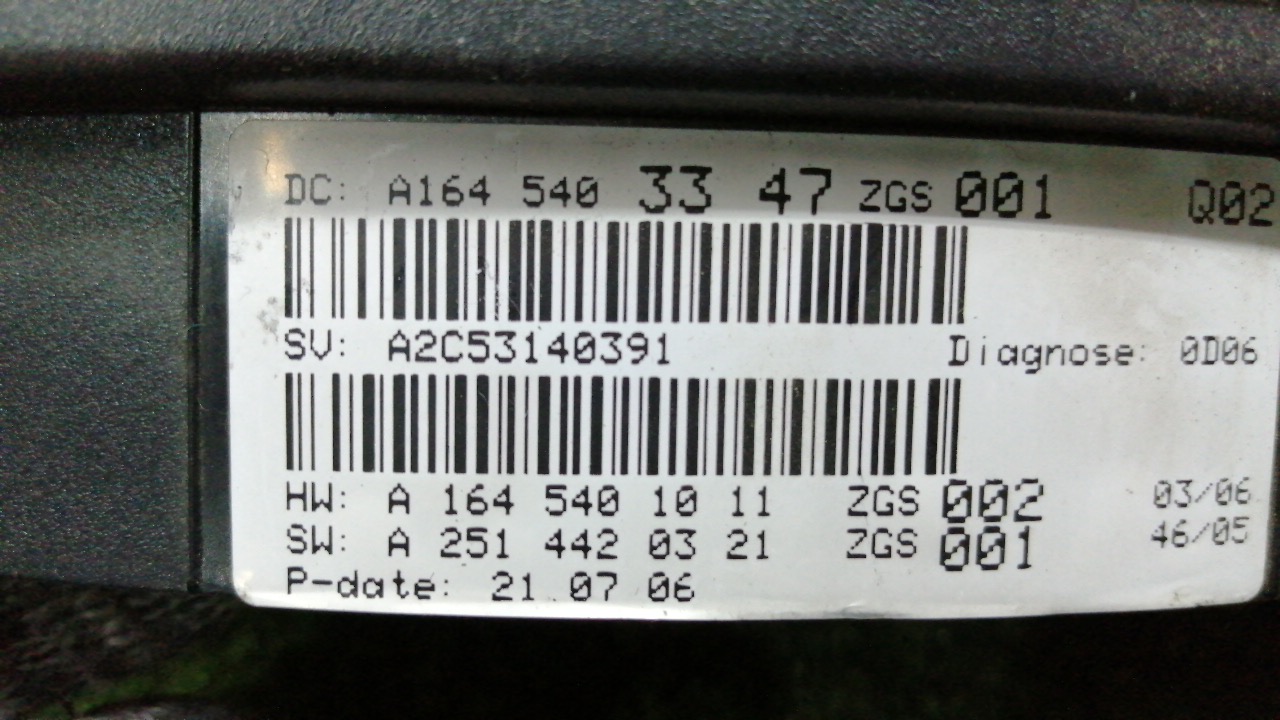 DC: A164 540 33 47 ZGS 001 Q02
SV: A2C53140391 Diagnose: 0D06
HW: A 164 540 10 11 ZGS 002 03/06
SW: A 251 442 03 21 ZGS 001 46/05
P-date: 21.07 06